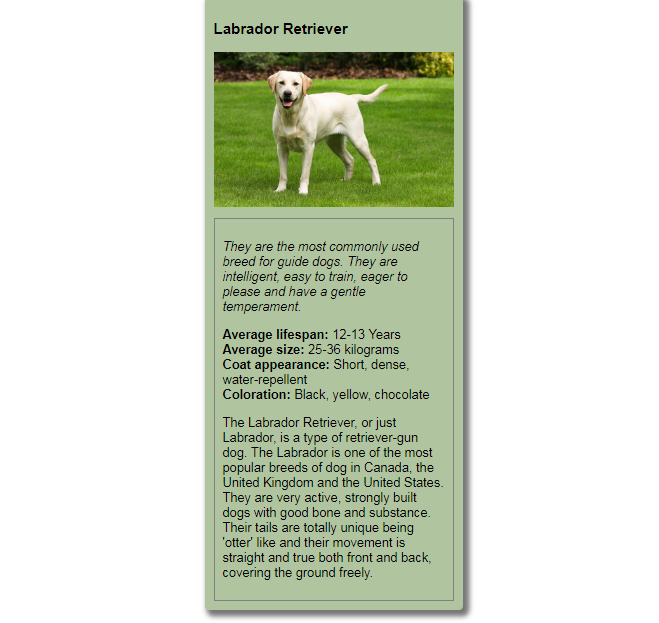 Labrador Retriever
They are the most commonly used
breed for guide dogs. They are
intelligent, easy to train, eager to
please and have a gentle
temperament.
Average lifespan: 12-13 Years
Average size: 25-36 kilograms
Coat appearance: Short, dense,
water-repellent
Coloration: Black, yellow, chocolate
The Labrador Retriever, or just
Labrador, is a type of retriever-gun
dog. The Labrador is one of the most
popular breeds of dog in Canada, the
United Kingdom and the United States.
They are very active, strongly built
dogs with good bone and substance.
Their tails are totally unique being
'otter' like and their movement is
straight and true both front and back,
covering the ground freely.